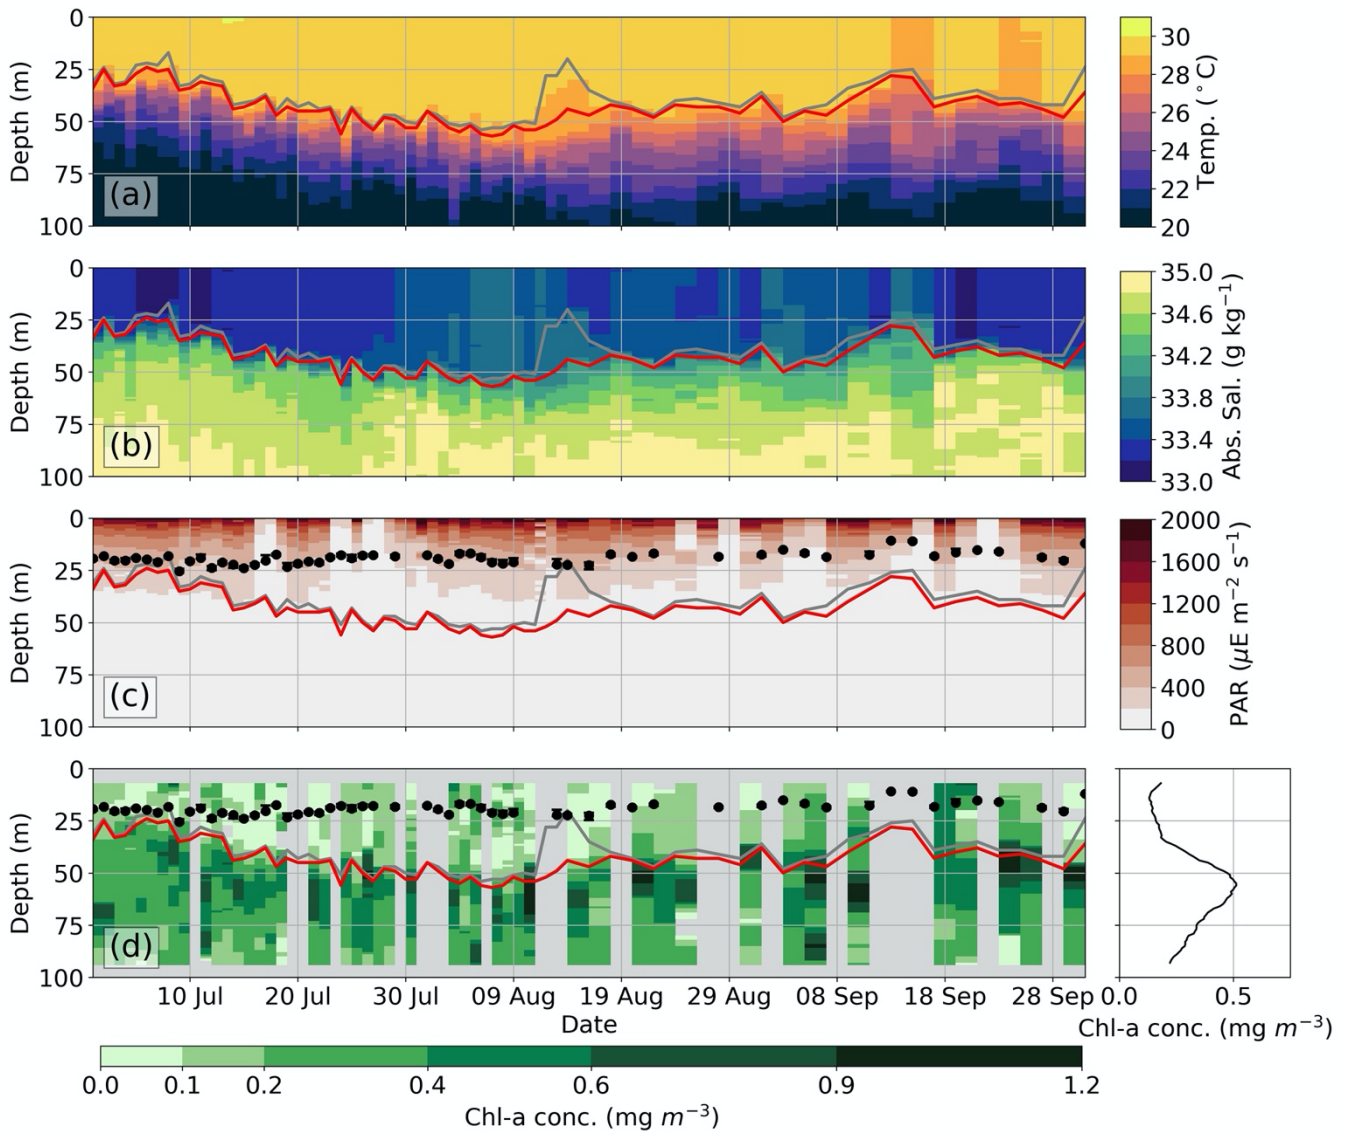 0
25
50
75
100
Depth (m)
(a)
30
28
26
24
22
20
Temp. (°C)
0
25
50
75
100
Depth (m)
(b)
35.0
34.6
34.2
33.8
33.4
33.0
Abs. Sal. (g kg⁻¹)
0
25
50
75
100
Depth (m)
(c)
2000
1600
1200
800
400
0
PAR (μE m⁻² s⁻¹)
0
25
50
75
100
Depth (m)
(d)
10 Jul 20 Jul 30 Jul 09 Aug 19 Aug 29 Aug 08 Sep 18 Sep 28 Sep
Date
0.0 0.5
Chl-a conc. (mg m⁻³)
0.0 0.1 0.2 0.4 0.6 0.9 1.2
Chl-a conc. (mg m⁻³)